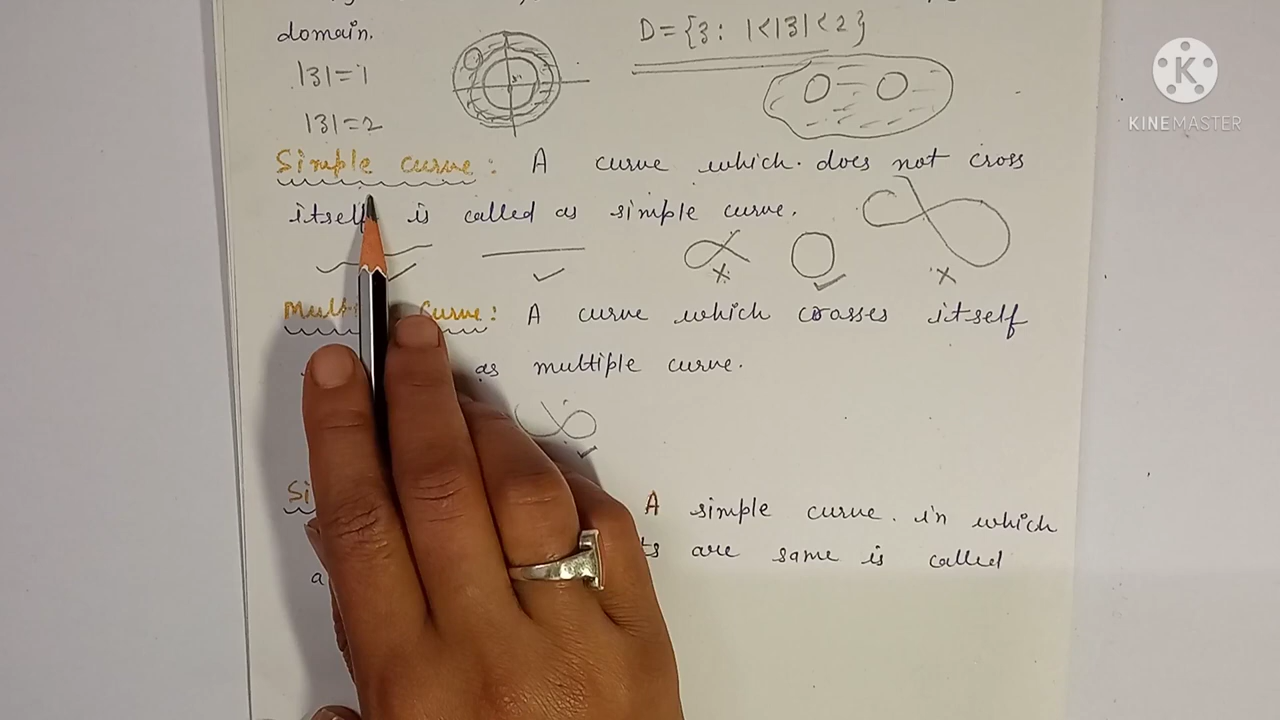 domain.
D={z: 1<|z|<2}
|z|=1
|z|=2
Simple curve: A curve which does not cross
itself is called as simple curve.
curve: A curve which crosses itself
as multiple curve.
A simple curve in which
are same is called
KINEMASTER